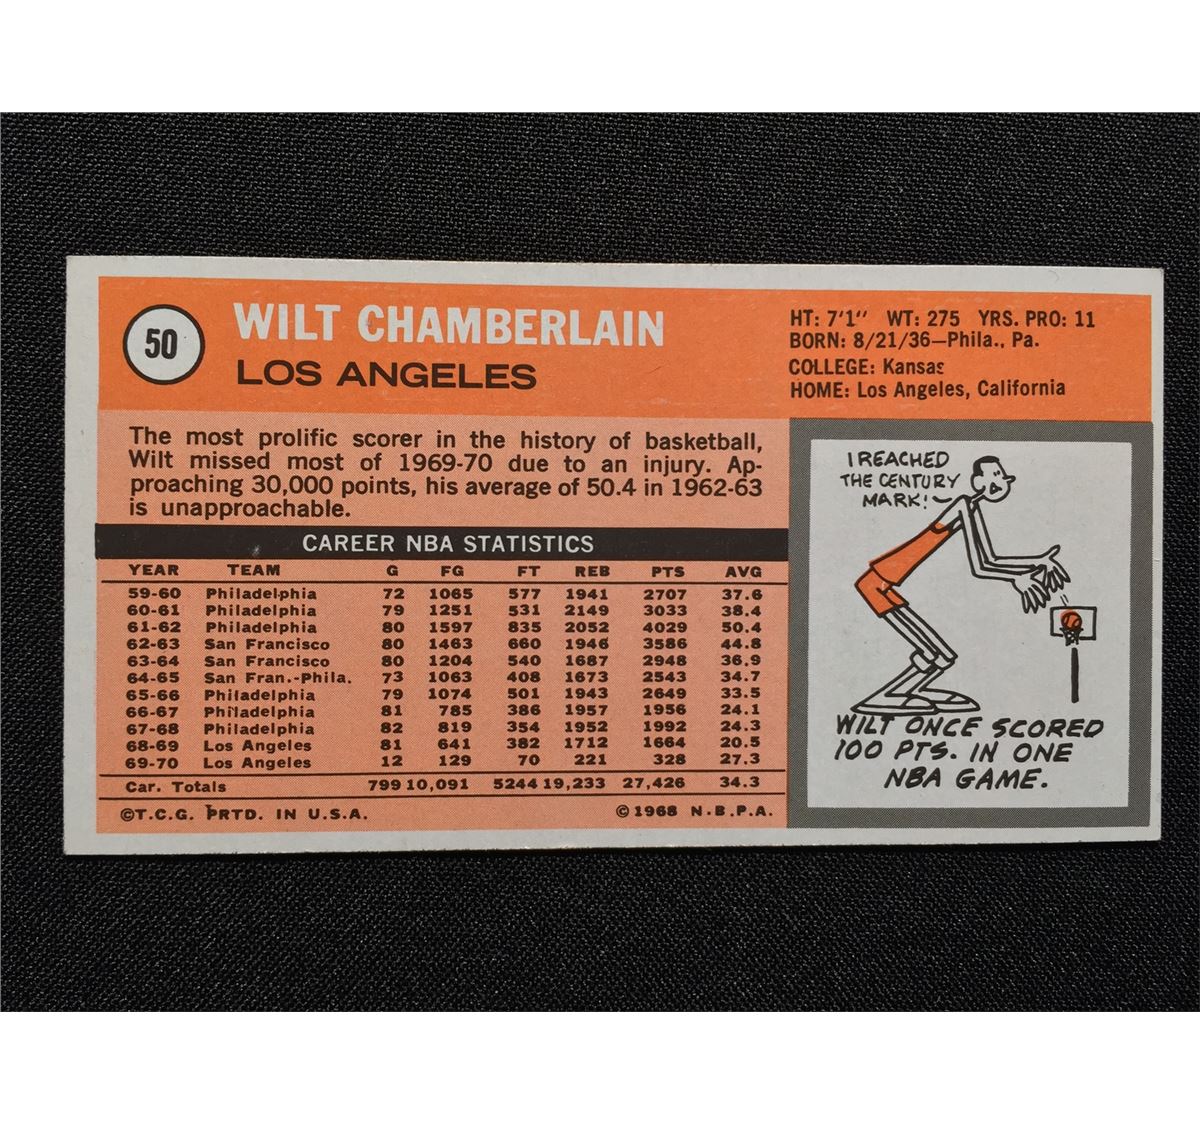 50
WILT CHAMBERLAIN
LOS ANGELES
HT: 7'1" WT: 275 YRS. PRO: 11
BORN: 8/21/36—Phila., Pa.
COLLEGE: Kansas
HOME: Los Angeles, California
The most prolific scorer in the history of basketball,
Wilt missed most of 1969-70 due to an injury. Ap-
proaching 30,000 points, his average of 50.4 in 1962-63
is unapproachable.
CAREER NBA STATISTICS
YEAR TEAM G FG FT REB PTS AVG
59-60 Philadelphia 72 1065 577 1941 2707 37.6
60-61 Philadelphia 79 1251 531 2149 3033 38.4
61-62 Philadelphia 80 1597 835 2052 4029 50.4
62-63 San Francisco 80 1463 660 1946 3586 44.8
63-64 San Francisco 80 1204 540 1687 2948 36.9
64-65 San Fran.-Phila. 73 1063 408 1673 2543 34.7
65-66 Philadelphia 79 1074 501 1943 2649 33.5
66-67 Philadelphia 81 785 386 1957 1956 24.1
67-68 Philadelphia 82 819 354 1952 1992 24.3
68-69 Los Angeles 81 641 382 1712 1664 20.5
69-70 Los Angeles 12 129 70 221 328 27.3
Car. Totals 799 10,091 5244 19,233 27,426 34.3
©T.C.G. PRTD. IN U.S.A. ©1968 N.B.P.A.
I REACHED
THE CENTURY
MARK!
WILT ONCE SCORED
100 PTS. IN ONE
NBA GAME.